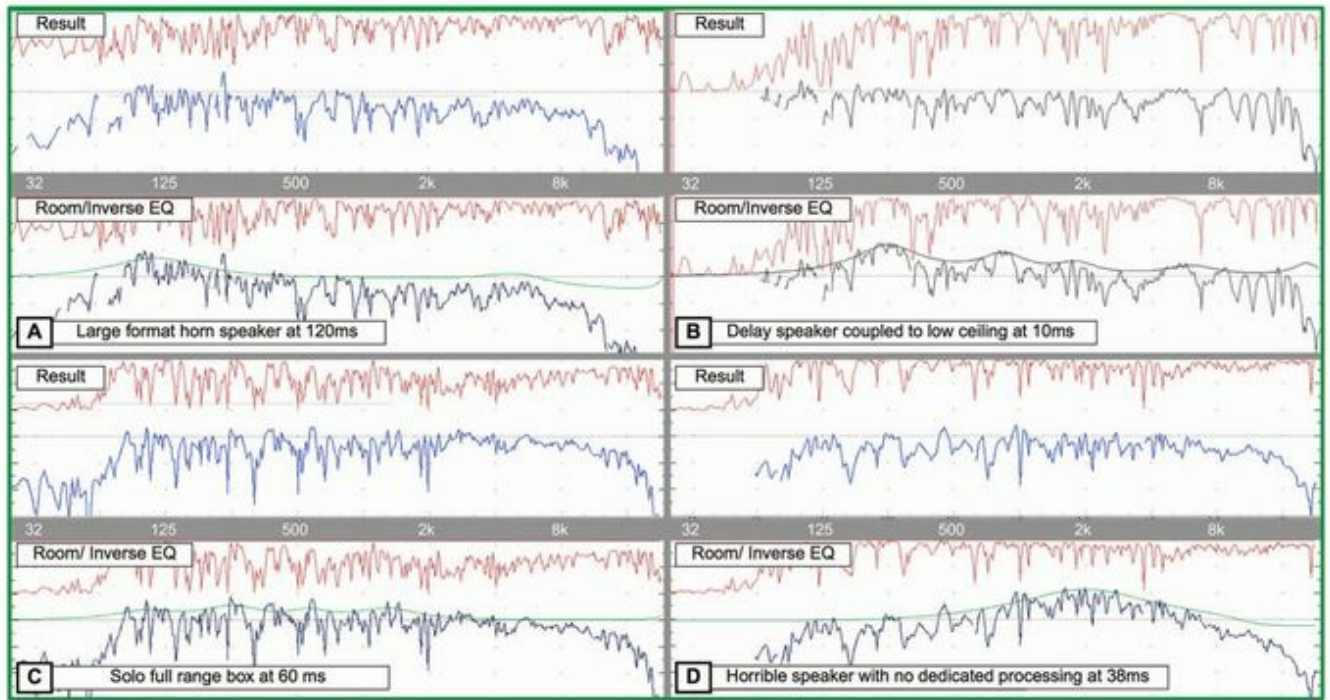 Result
Result
32 125 500 2k 8k
32 125 500 2k 8k
Room/Inverse EQ
Room/Inverse EQ
A Large format horn speaker at 120ms
B Delay speaker coupled to low ceiling at 10ms
Result
Result
32 125 500 2k 8k
32 125 500 2k 8k
Room/ Inverse EQ
Room/ Inverse EQ
C Solo full range box at 60 ms
D Horrible speaker with no dedicated processing at 38ms